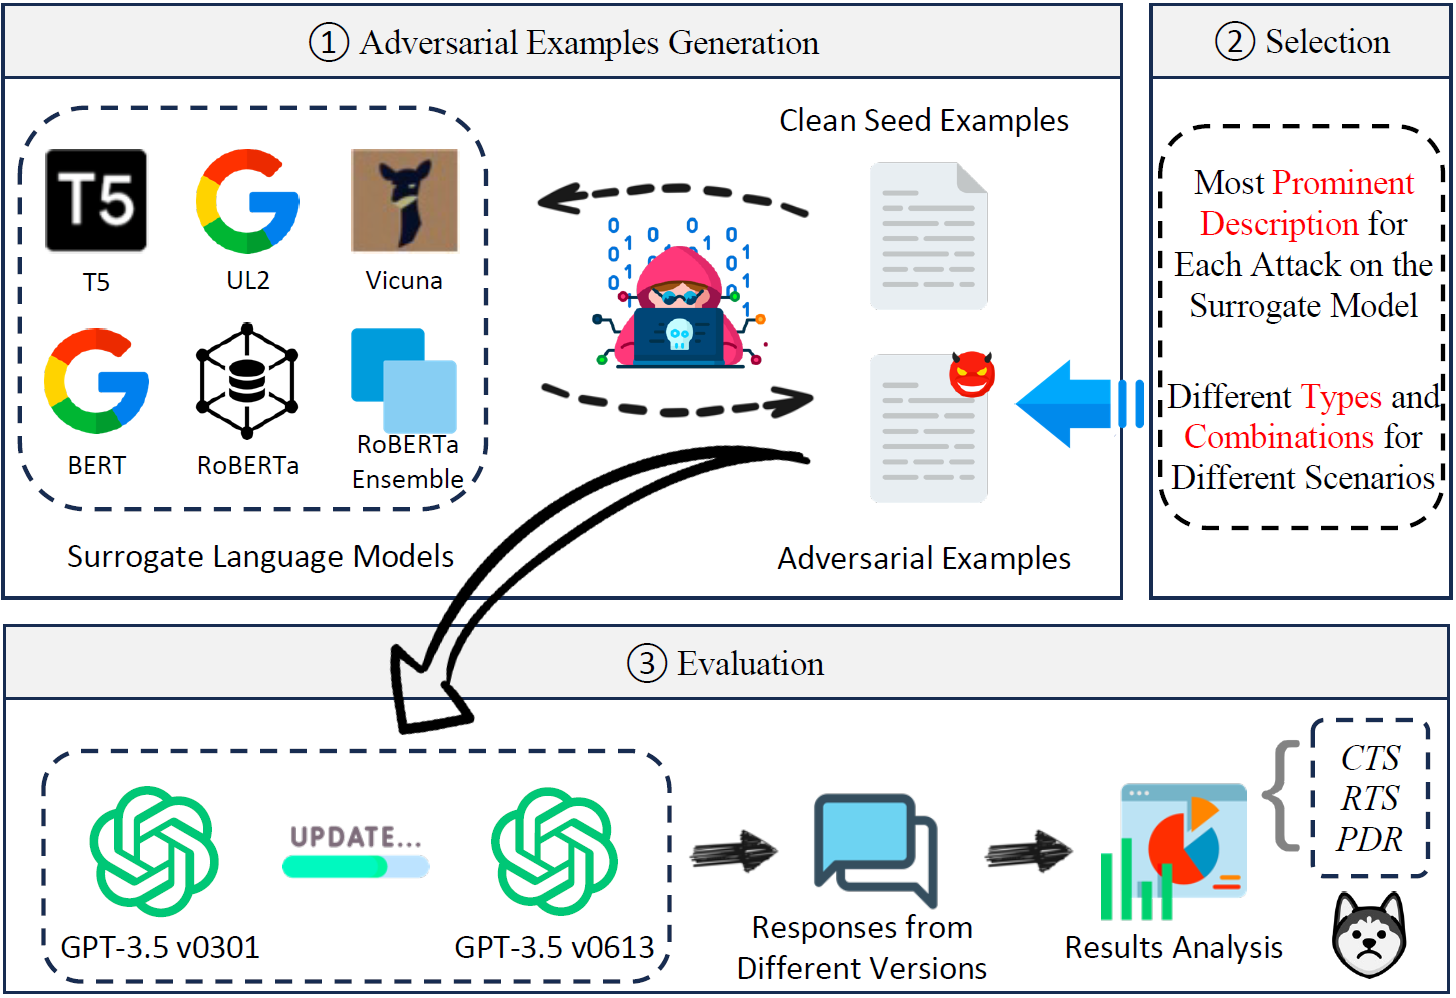 ① Adversarial Examples Generation
Clean Seed Examples
T5
T5
UL2
Vicuna
0 0 0
0 1 0 0 1
0 1 0 1
0 1 0 1
BERT
RoBERTa
RoBERTa
Ensemble
Surrogate Language Models
Adversarial Examples
② Selection
Most Prominent
Description for
Each Attack on the
Surrogate Model
Different Types and
Combinations for
Different Scenarios
③ Evaluation
UPDATE...
GPT-3.5 v0301
GPT-3.5 v0613
Responses from
Different Versions
Results Analysis
CTS
RTS
PDR